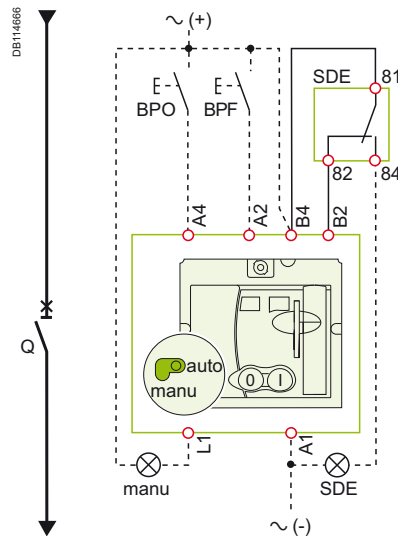 DB114666
∼ (+)
SDE
81
BPO
BPF
82
84
A4
A2
B4
B2
Q
auto
manu
0
I
L1
A1
manu
SDE
∼ (-)